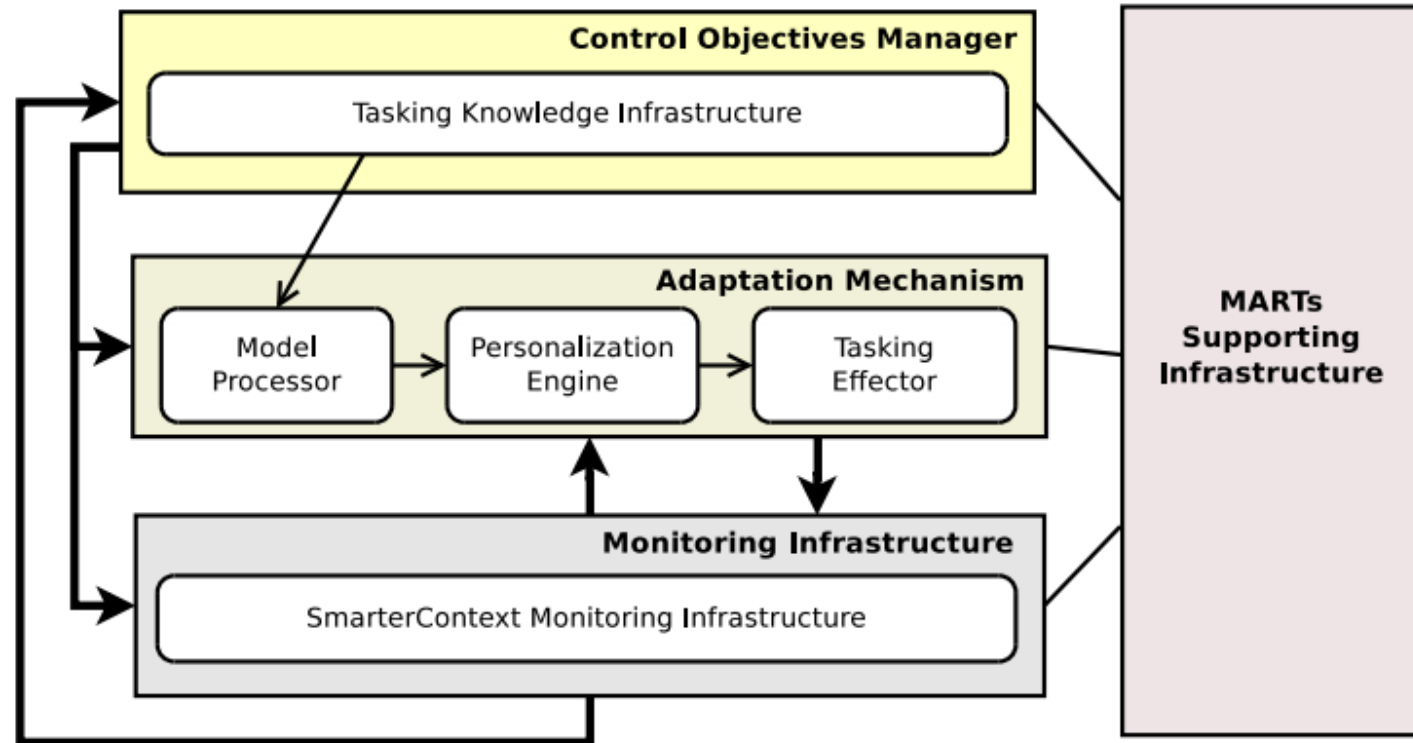 Control Objectives Manager
Tasking Knowledge Infrastructure
Adaptation Mechanism
Model
Processor
Personalization
Engine
Tasking
Effector
Monitoring Infrastructure
SmarterContext Monitoring Infrastructure
MARTs
Supporting
Infrastructure